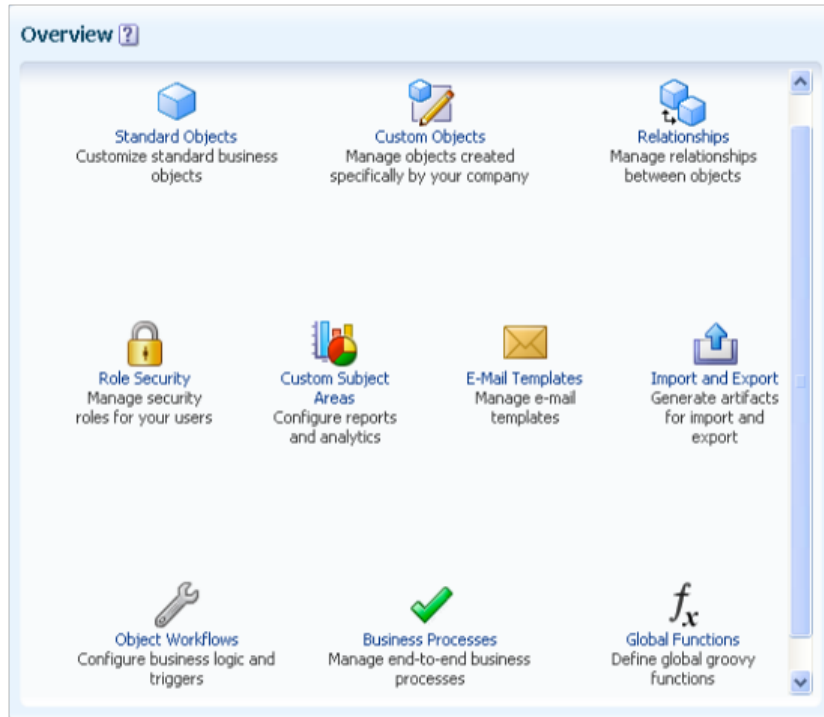 Overview ?
Standard Objects
Customize standard business
objects
Custom Objects
Manage objects created
specifically by your company
Relationships
Manage relationships
between objects
Role Security
Manage security
roles for your users
Custom Subject
Areas
Configure reports
and analytics
E-Mail Templates
Manage e-mail
templates
Import and Export
Generate artifacts
for import and
export
Object Workflows
Configure business logic and
triggers
Business Processes
Manage end-to-end business
processes
fx
Global Functions
Define global groovy
functions